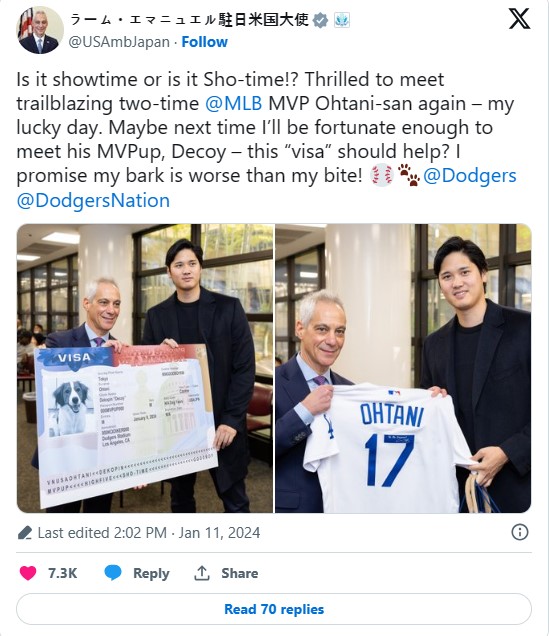 ラーム・エマニュエル駐日米国大使
@USAmbJapan · Follow
Is it showtime or is it Sho-time!? Thrilled to meet
trailblazing two-time @MLB MVP Ohtani-san again – my
lucky day. Maybe next time I’ll be fortunate enough to
meet his MVPup, Decoy – this “visa” should help? I
promise my bark is worse than my bite! ⚾ 🐾@Dodgers
@DodgersNation
VISA
Tokyo
January 5, 2024
Dodgers Stadium
Los Angeles, CA
OHTANI
17
Last edited 2:02 PM · Jan 11, 2024
7.3K Reply Share
Read 70 replies